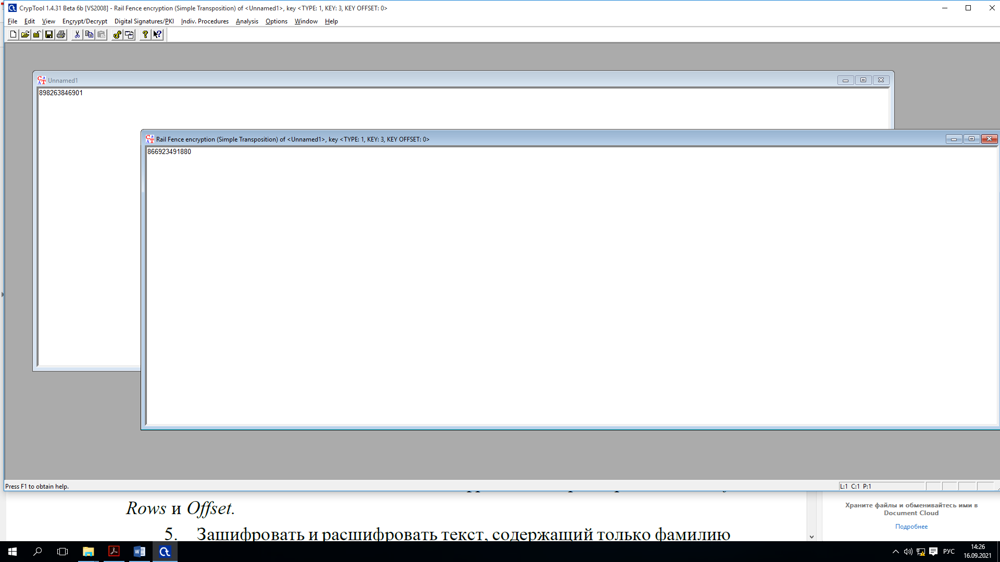 CrypTool 1.4.31 Beta 6b [VS2008] - Rail Fence encryption (Simple Transposition) of <Unnamed1>, key <TYPE: 1, KEY: 3, KEY OFFSET: 0>
File Edit View Encrypt/Decrypt Digital Signatures/PKI Indiv. Procedures Analysis Options Window Help
Unnamed1
898263846901
Rail Fence encryption (Simple Transposition) of <Unnamed1>, key <TYPE: 1, KEY: 3, KEY OFFSET: 0>
866923491880
Press F1 to obtain help.
L:1 C:1 P:1
Rows и Offset.
5. Зашифровать и расшифровать текст, содержащий только фамилию
Храните файлы и обменивайтесь ими в
Document Cloud
Подробнее
РУС
14:26
16.09.2021